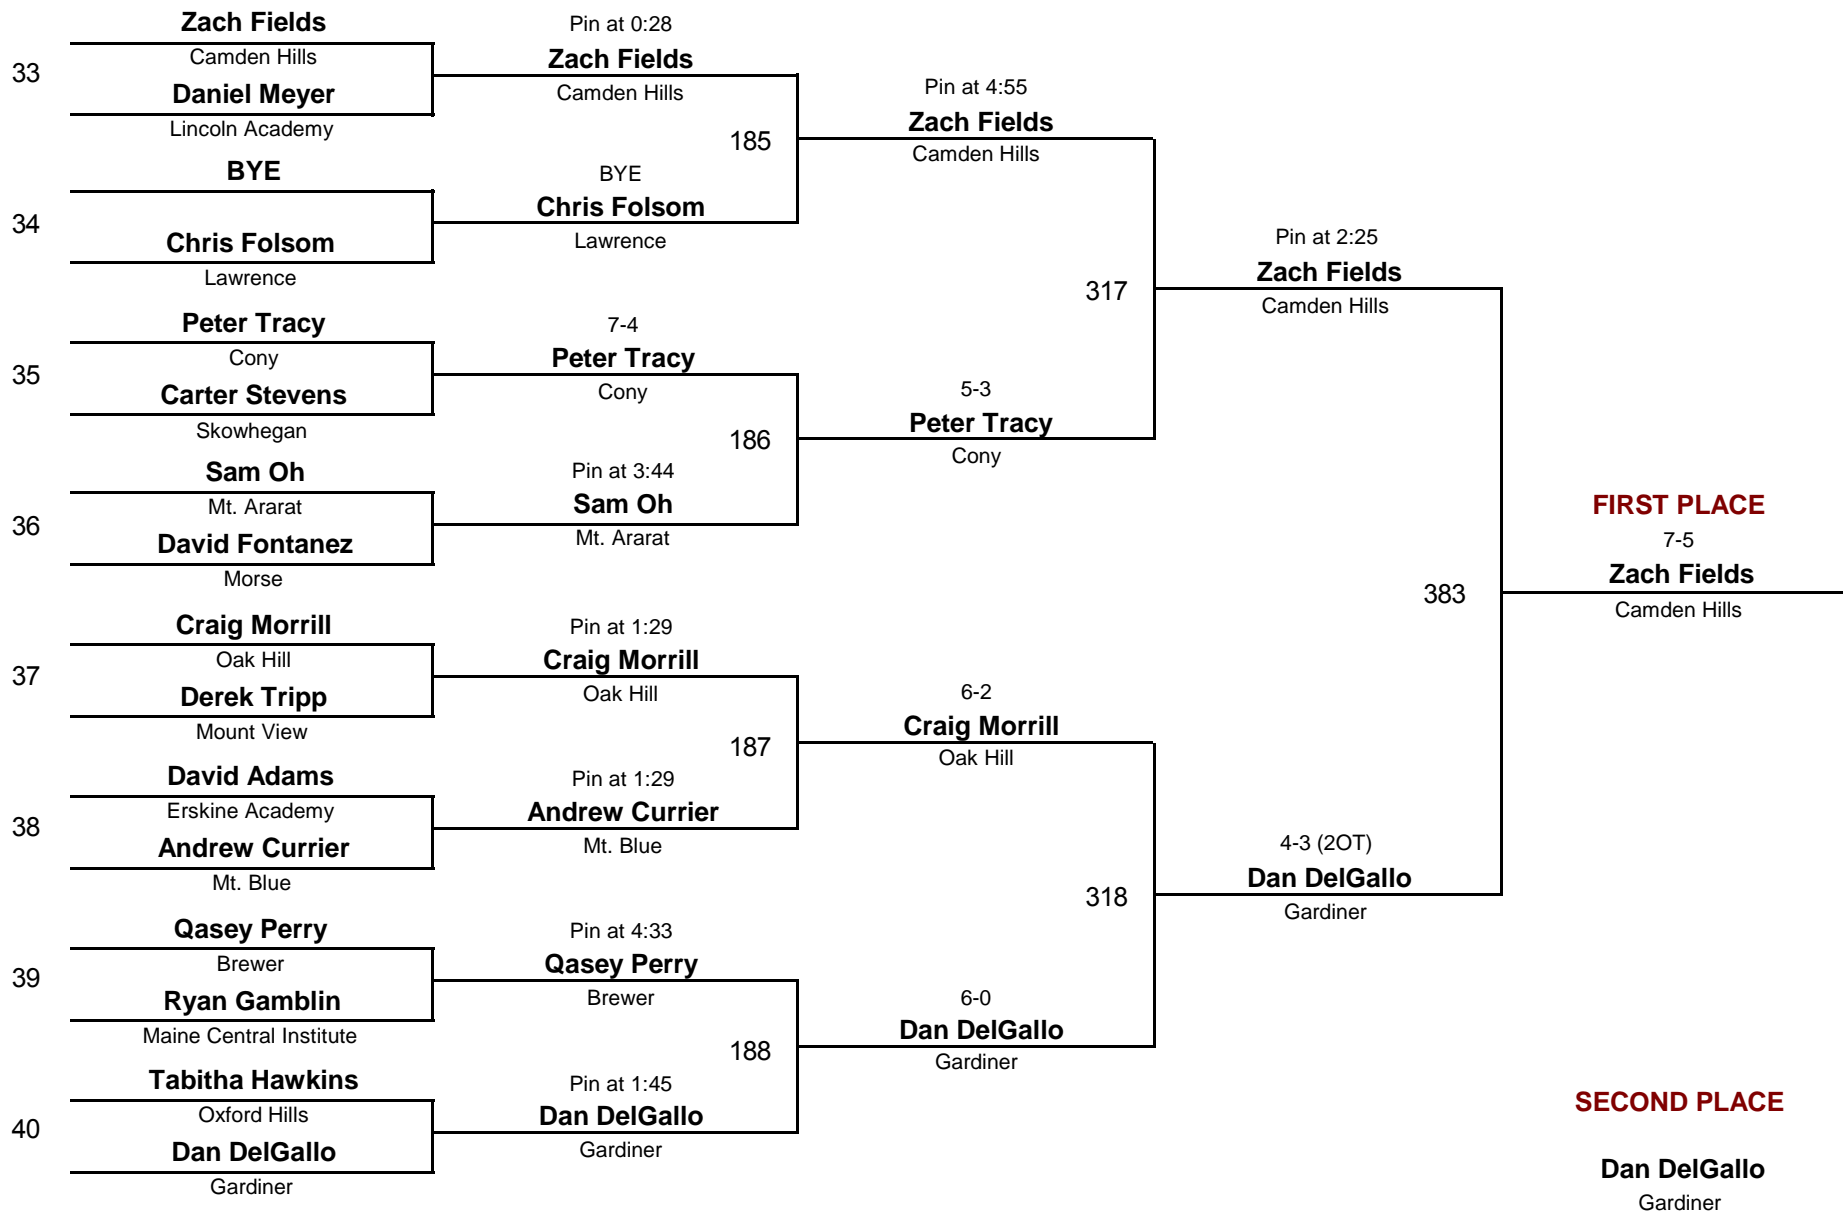 Zach Fields
Camden Hills
33
Daniel Meyer
Lincoln Academy
BYE
34
Chris Folsom
Lawrence
Peter Tracy
Cony
35
Carter Stevens
Skowhegan
Sam Oh
Mt. Ararat
36
David Fontanez
Morse
Craig Morrill
Oak Hill
37
Derek Tripp
Mount View
David Adams
Erskine Academy
38
Andrew Currier
Mt. Blue
Qasey Perry
Brewer
39
Ryan Gamblin
Maine Central Institute
Tabitha Hawkins
Oxford Hills
40
Dan DelGallo
Gardiner
Pin at 0:28
Zach Fields
Camden Hills
185
BYE
Chris Folsom
Lawrence
7-4
Peter Tracy
Cony
186
Pin at 3:44
Sam Oh
Mt. Ararat
Pin at 1:29
Craig Morrill
Oak Hill
187
Pin at 1:29
Andrew Currier
Mt. Blue
Pin at 4:33
Qasey Perry
Brewer
188
Pin at 1:45
Dan DelGallo
Gardiner
Pin at 4:55
Zach Fields
Camden Hills
317
5-3
Peter Tracy
Cony
6-2
Craig Morrill
Oak Hill
318
6-0
Dan DelGallo
Gardiner
Pin at 2:25
Zach Fields
Camden Hills
383
4-3 (2OT)
Dan DelGallo
Gardiner
FIRST PLACE
7-5
Zach Fields
Camden Hills
SECOND PLACE
Dan DelGallo
Gardiner